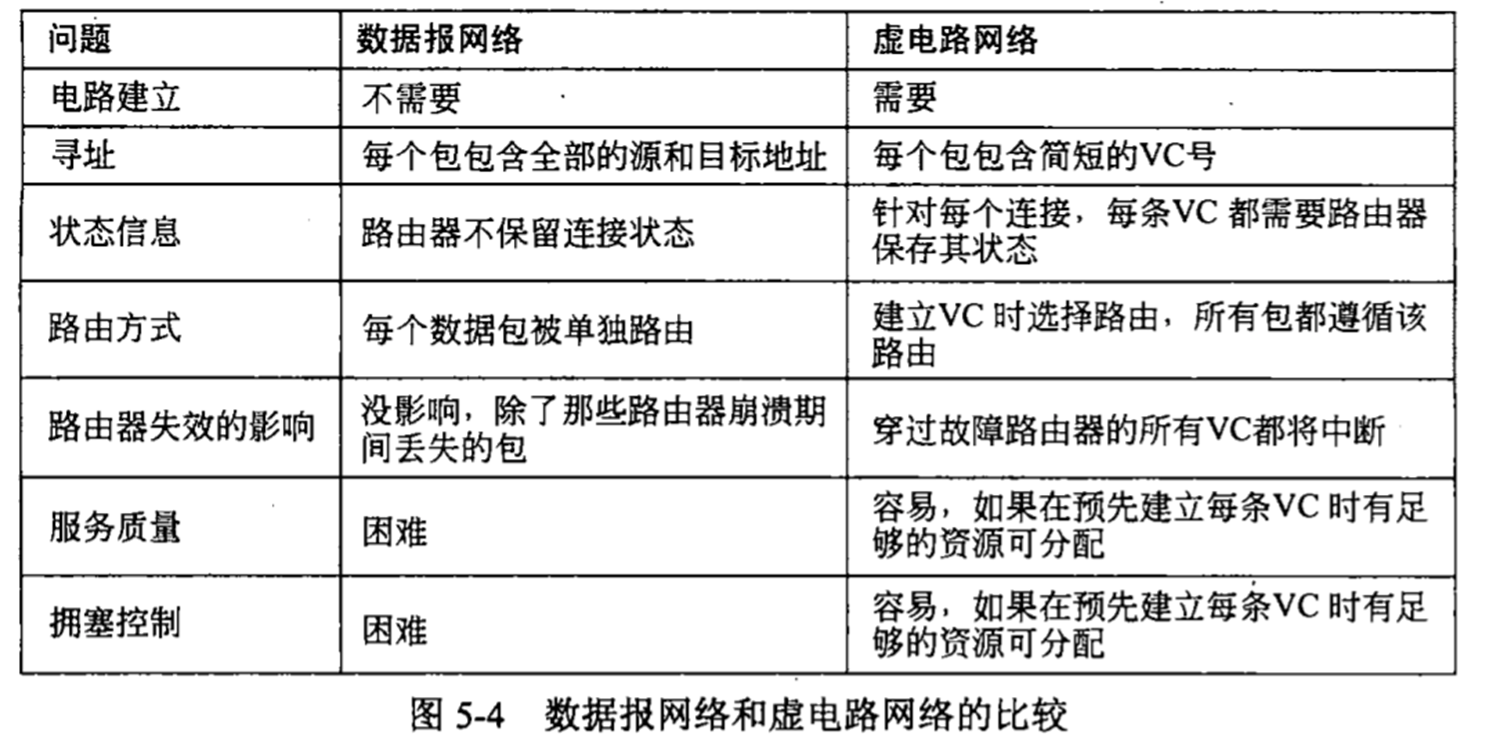 问题 数据报网络 虚电路网络
电路建立 不需要 需要
寻址 每个包包含全部的源和目标地址 每个包包含简短的VC号
状态信息 路由器不保留连接状态 针对每个连接，每条VC 都需要路由器
保存其状态
路由方式 每个数据包被单独路由 建立VC 时选择路由，所有包都遵循该
路由
路由器失效的影响 没影响，除了那些路由器崩溃期
间丢失的包 穿过故障路由器的所有VC都将中断
服务质量 困难 容易，如果在预先建立每条VC 时有足
够的资源可分配
拥塞控制 困难 容易，如果在预先建立每条VC 时有足
够的资源可分配
图 5-4 数据报网络和虚电路网络的比较